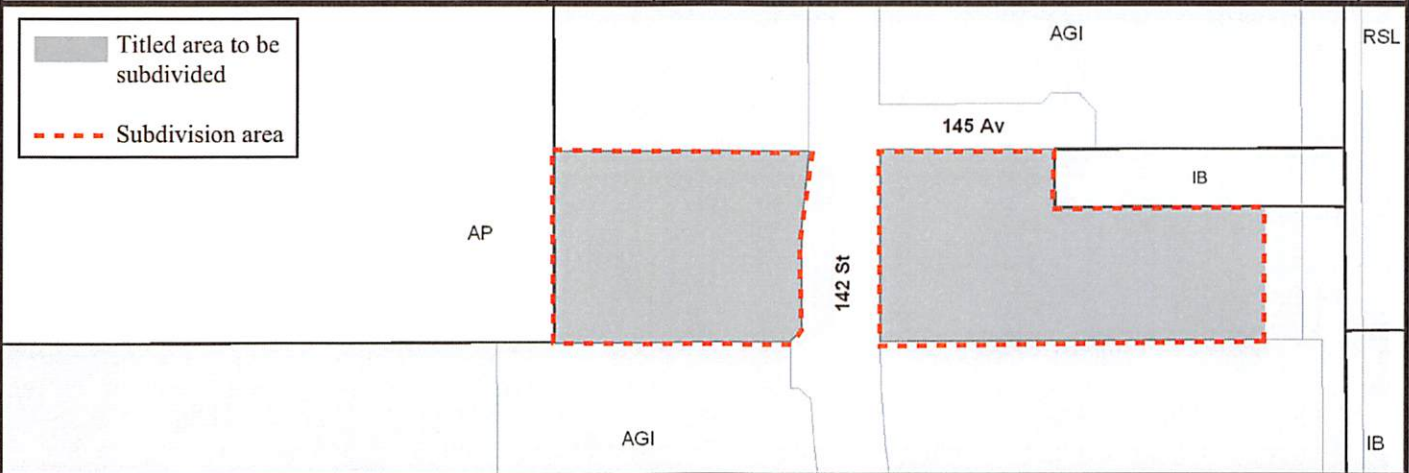 Titled area to be
subdivided
Subdivision area
AGI
RSL
145 Av
IB
AP
142 St
AGI
IB